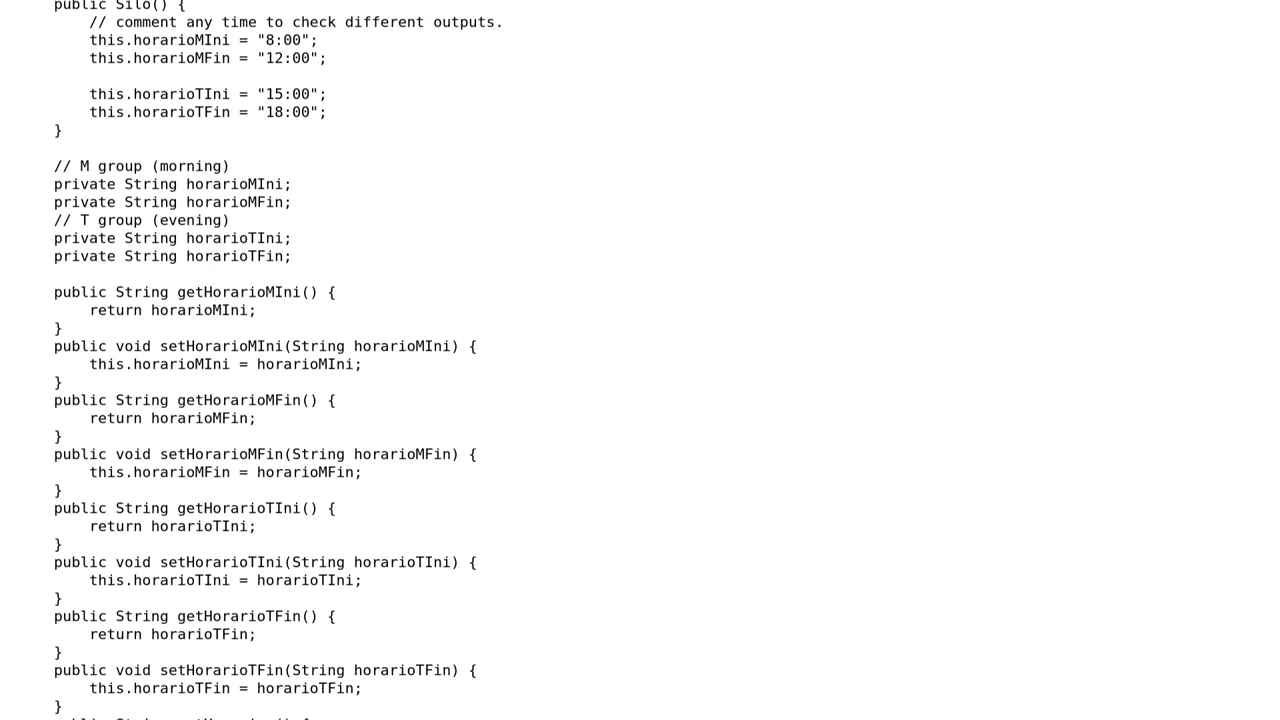 public Silo() {
    // comment any time to check different outputs.
    this.horarioMIni = "8:00";
    this.horarioMFin = "12:00";

    this.horarioTIni = "15:00";
    this.horarioTFin = "18:00";
}

// M group (morning)
private String horarioMIni;
private String horarioMFin;
// T group (evening)
private String horarioTIni;
private String horarioTFin;

public String getHorarioMIni() {
    return horarioMIni;
}
public void setHorarioMIni(String horarioMIni) {
    this.horarioMIni = horarioMIni;
}
public String getHorarioMFin() {
    return horarioMFin;
}
public void setHorarioMFin(String horarioMFin) {
    this.horarioMFin = horarioMFin;
}
public String getHorarioTIni() {
    return horarioTIni;
}
public void setHorarioTIni(String horarioTIni) {
    this.horarioTIni = horarioTIni;
}
public String getHorarioTFin() {
    return horarioTFin;
}
public void setHorarioTFin(String horarioTFin) {
    this.horarioTFin = horarioTFin;
}